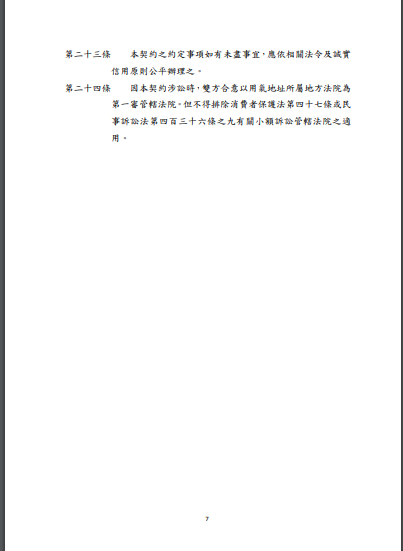 第二十三條　本契約之約定事項如有未盡事宜，應依相關法令及誠實
信用原則公平辦理之。
第二十四條　因本契約涉訟時，雙方合意以用氣地址所屬地方法院為
第一審管轄法院。但不得排除消費者保護法第四十七條或民
事訴訟法第四百三十六條之九有關小額訴訟管轄法院之適
用。
7